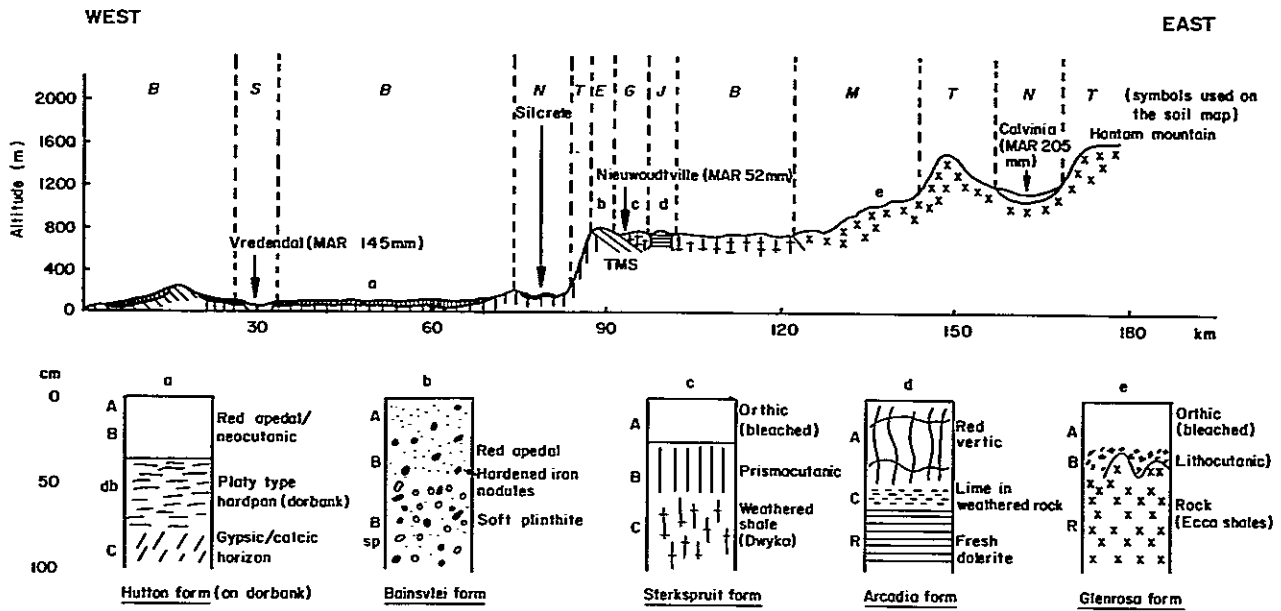 WEST
EAST
B S B N T E G J B M T N T (symbols used on
the soil map)
Silcrete
Calvinia
(MAR 205
mm)
Hantam mountain
Nieuwoudtville (MAR 52mm)
Vredendal (MAR 145mm)
TMS
a
b
c
d
e
Altitude (m)
2000
1600
1200
800
400
0
30 60 90 120 150 180 km
cm
0
50
100
a
A
B
db
C
Red apedal/
neocutanic
Platy type
hardpan (dorbank)
Gypsic/calcic
horizon
Hutton form (on dorbank)
b
A
B
B
sp
Red apedal
Hardened iron
nodules
Soft plinthite
Bainsvlei form
c
A
B
C
Orthic
(bleached)
Prismacutanic
Weathered
shale
(Dwyka)
Sterkspruit form
d
A
C
R
Red
vertic
Lime in
weathered rock
Fresh
dolerite
Arcadia form
e
A
B
R
Orthic
(bleached)
Lithocutanic)
Rock
(Ecca shales)
Glenrosa form